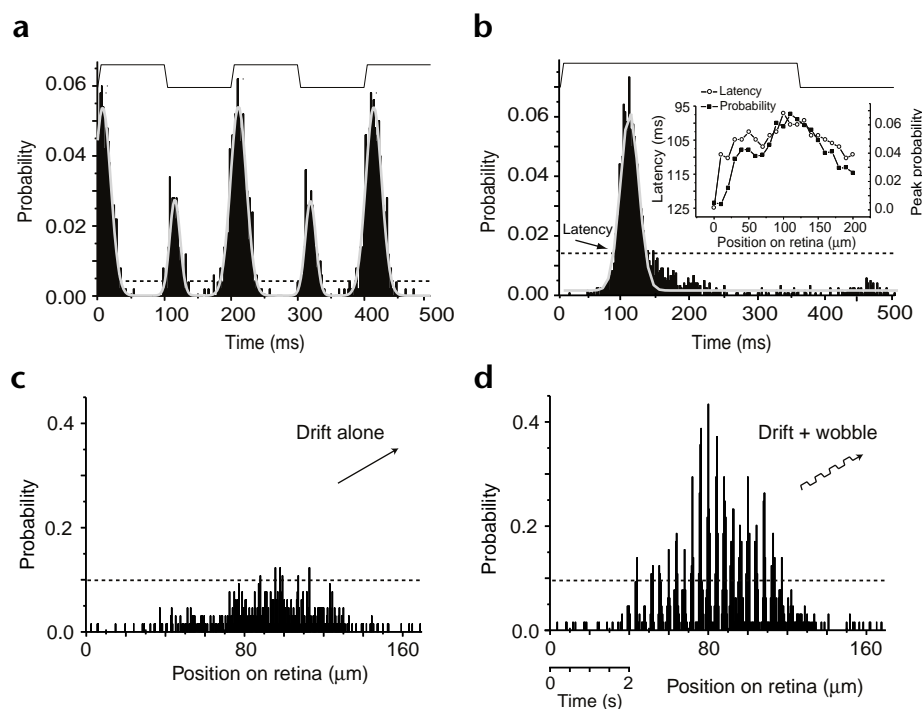 a
0.06
0.04
0.02
0.00
Probability
0 100 200 300 400 500
Time (ms)
b
0.06
0.04
0.02
0.00
Probability
Latency
0 100 200 300 400 500
Time (ms)
Latency
Probability
95
105
115
125
Latency (ms)
0.06
0.04
0.02
0.0
Peak probability
0 50 100 150 200
Position on retina (μm)
c
0.4
0.2
0.0
Probability
Drift alone
0 80 160
Position on retina (μm)
d
0.4
0.2
0.0
Probability
Drift + wobble
0 80 160
Position on retina (μm)
0 2
Time (s)